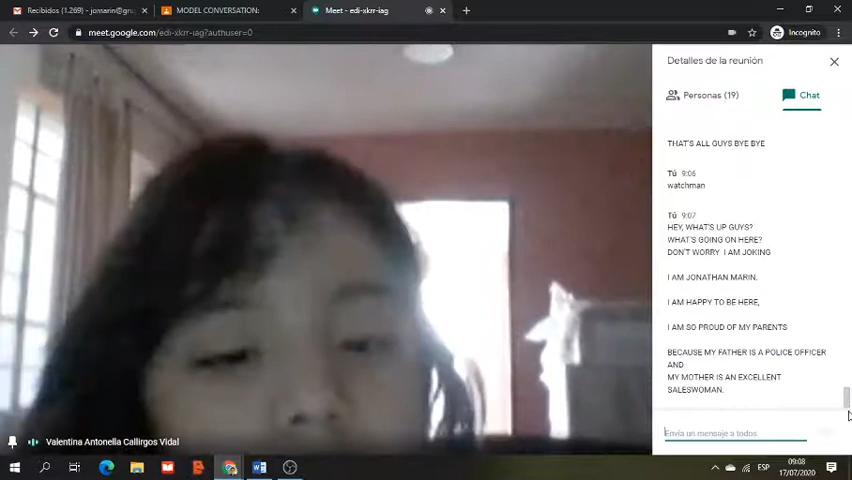 Recibidos (1.269) - jomarin@gru
MODEL CONVERSATION:
Meet - edi-xkrr-iag
meet.google.com/edi-xkrr-iag?authuser=0
Incognito
Detalles de la reunión
Personas (19)
Chat
THAT'S ALL GUYS BYE BYE
Tú 9:06
watchman
Tú 9:07
HEY, WHAT'S UP GUYS?
WHAT'S GOING ON HERE?
DON'T WORRY I AM JOKING
I AM JONATHAN MARIN.
I AM HAPPY TO BE HERE,
I AM SO PROUD OF MY PARENTS
BECAUSE MY FATHER IS A POLICE OFFICER
AND
MY MOTHER IS AN EXCELLENT
SALESWOMAN.
Envía un mensaje a todos
Valentina Antonella Callirgos Vidal
ESP
09:08
17/07/2020